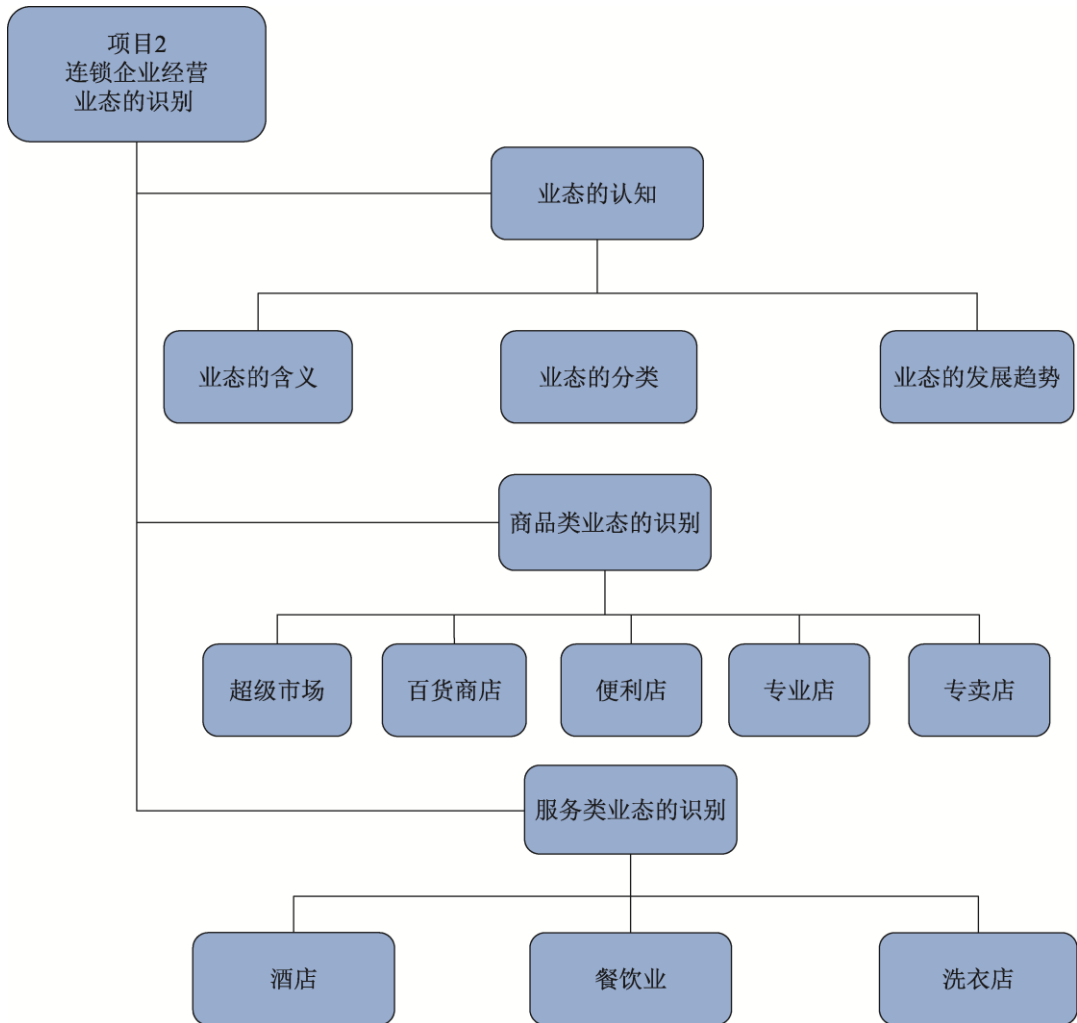 项目2
连锁企业经营
业态的识别
业态的认知
业态的含义
业态的分类
业态的发展趋势
商品类业态的识别
超级市场
百货商店
便利店
专业店
专卖店
服务类业态的识别
酒店
餐饮业
洗衣店